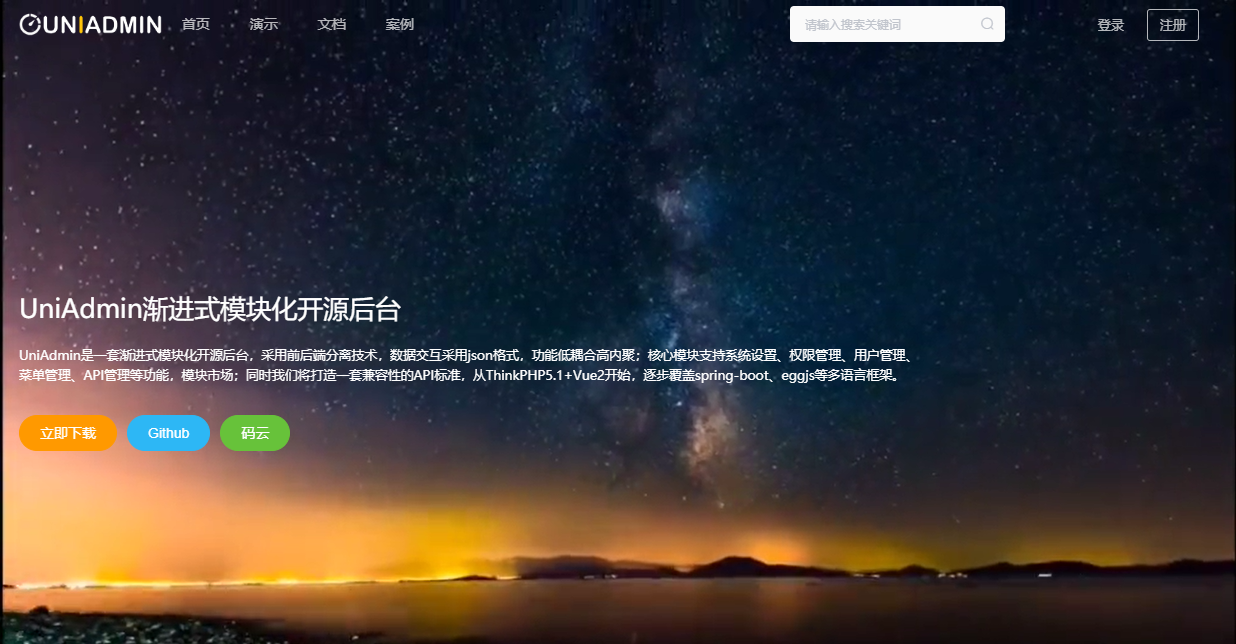 UNIADMIN 首页 演示 文档 案例 请输入搜索关键词 登录 注册
UniAdmin渐进式模块化开源后台
UniAdmin是一套渐进式模块化开源后台，采用前后端分离技术，数据交互采用json格式，功能低耦合高内聚；核心模块支持系统设置、权限管理、用户管理、
菜单管理、API管理等功能，模块市场；同时我们将打造一套兼容性的API标准，从ThinkPHP5.1+Vue2开始，逐步覆盖spring-boot、eggjs等多语言框架。
立即下载 Github 码云